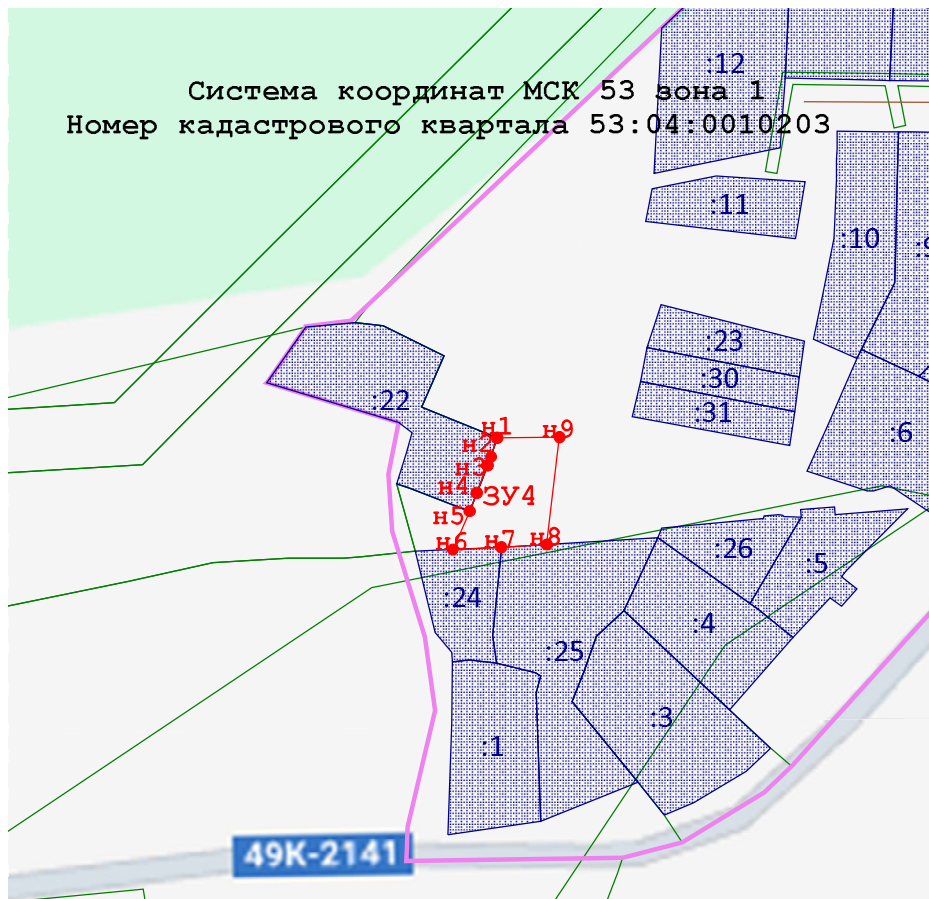 :12
Система координат МСК 53 зона 1
Номер кадастрового квартала 53:04:0010203
:11
:10
:23
:30
:31
:22
:6
н1
н9
н2
н3
н4
ЗУ4
н5
н6
н7
н8
:26
:5
:24
:4
:25
:3
:1
49К-2141